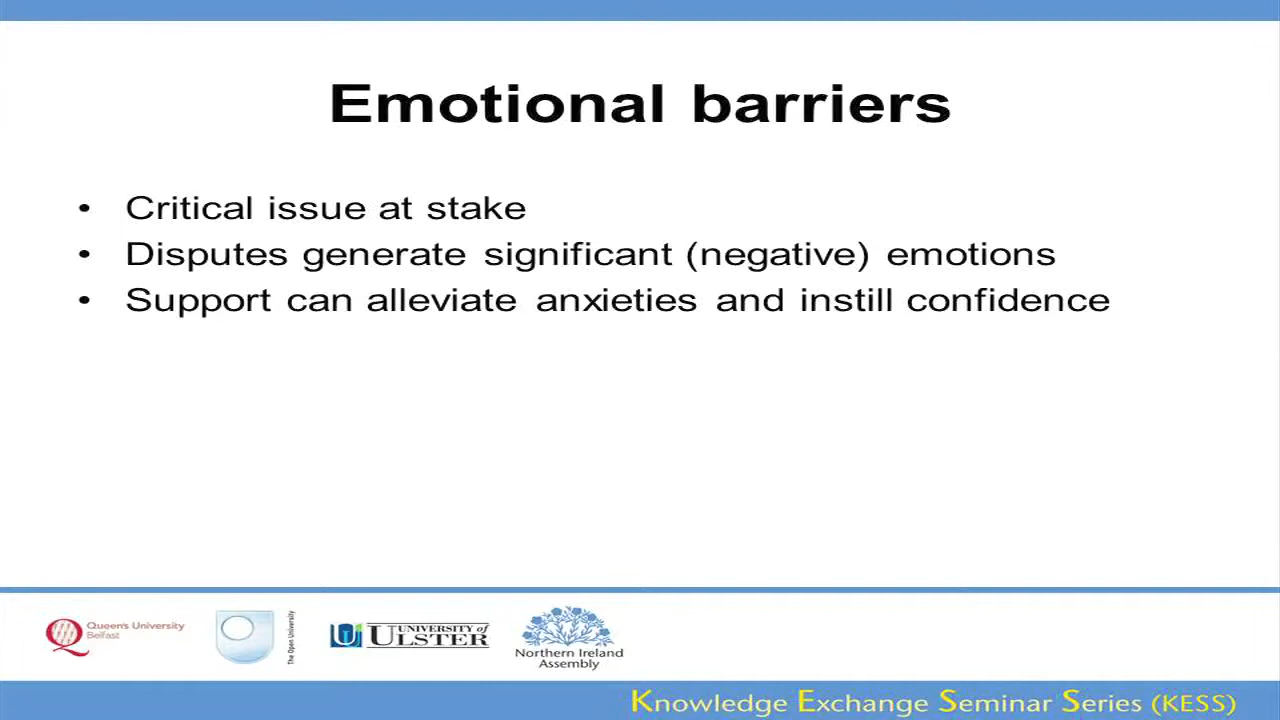 Emotional barriers
• Critical issue at stake
• Disputes generate significant (negative) emotions
• Support can alleviate anxieties and instill confidence
Queen's University
Belfast
The Open University
UNIVERSITY of
ULSTER
Northern Ireland
Assembly
Knowledge Exchange Seminar Series (KESS)